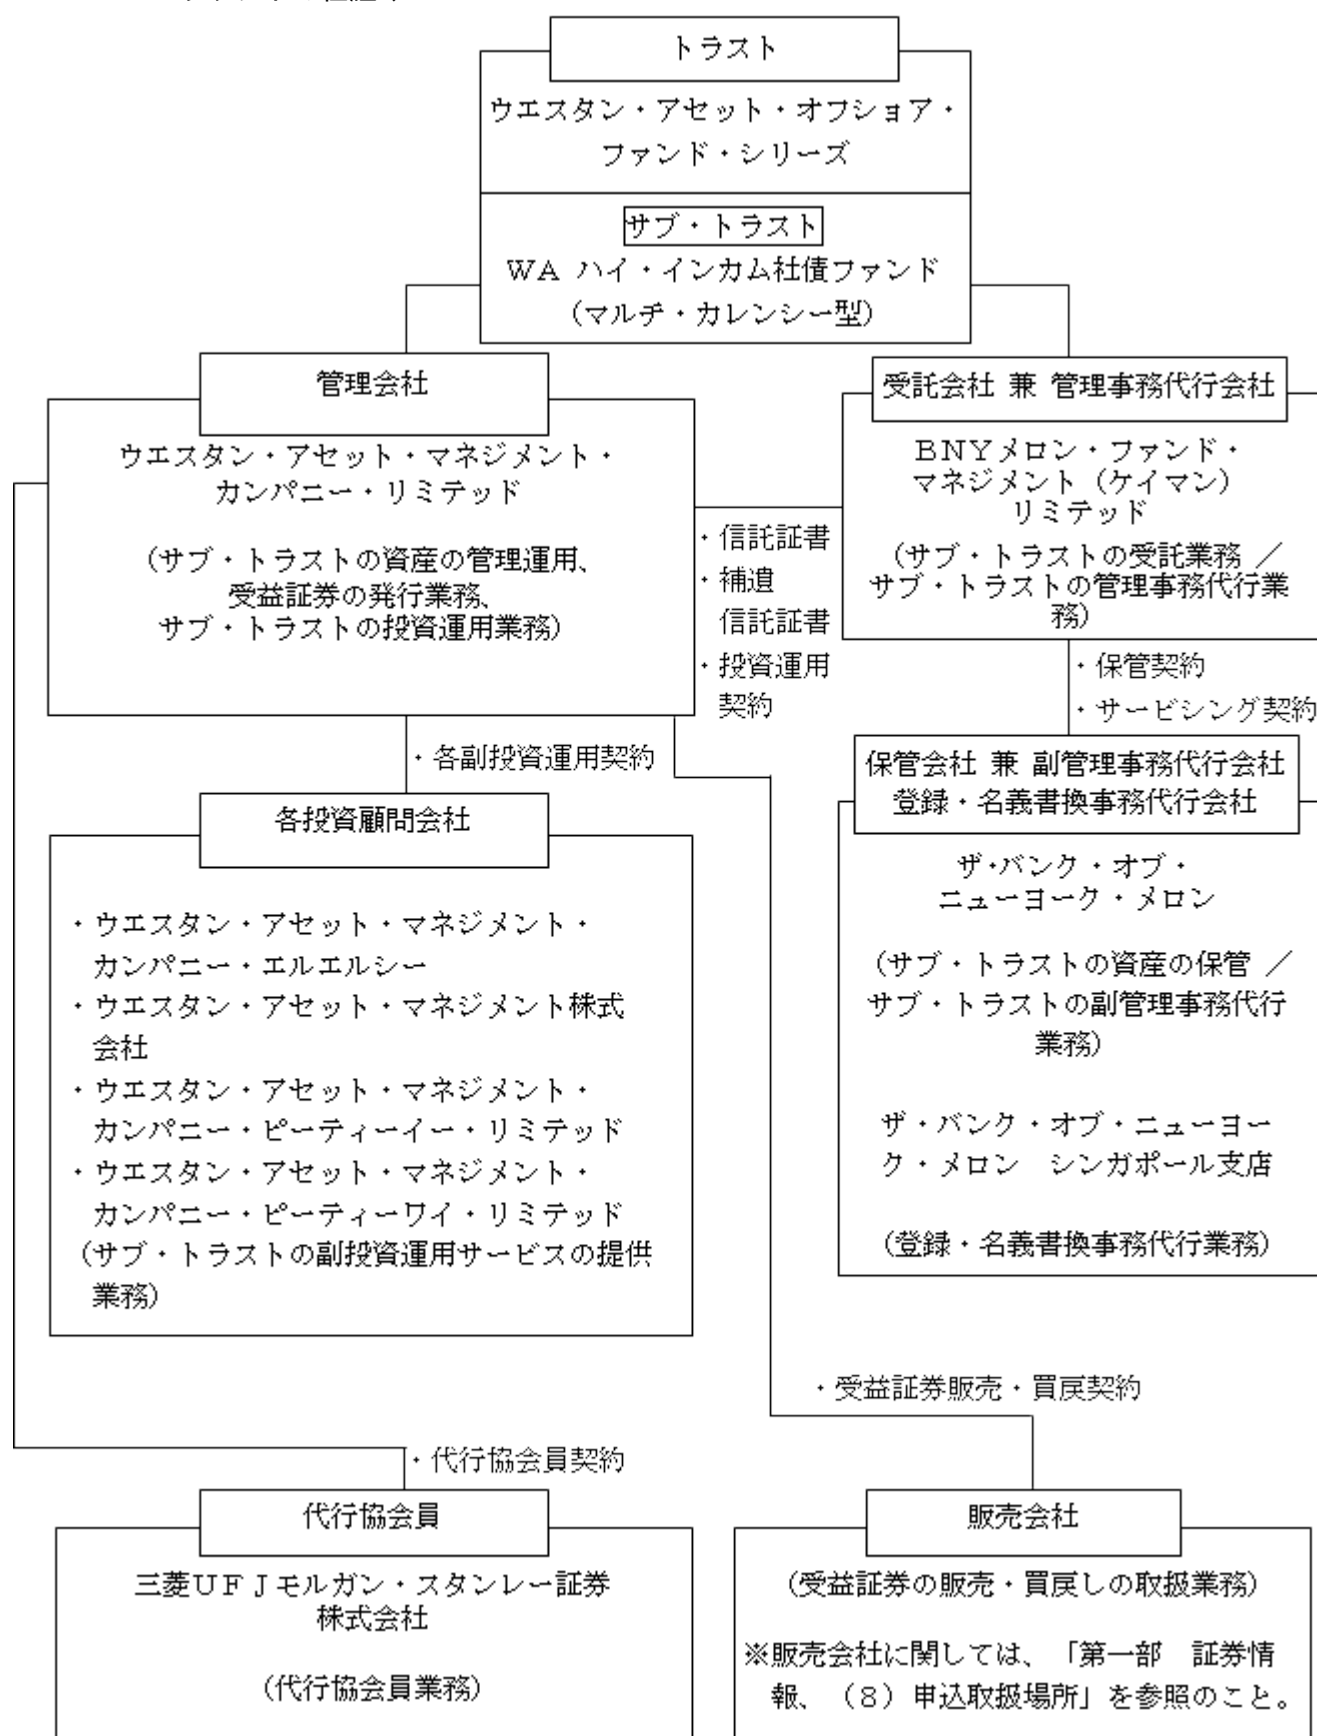 トラスト
ウエスタン・アセット・オフショア・
ファンド・シリーズ
サブ・トラスト
WA ハイ・インカム社債ファンド
(マルチ・カレンシー型)
管理会社
ウエスタン・アセット・マネジメント・
カンパニー・リミテッド
(サブ・トラストの資産の管理運用、
受益証券の発行業務、
サブ・トラストの投資運用業務)
受託会社 兼 管理事務代行会社
BNYメロン・ファンド・
マネジメント (ケイマン)
リミテッド
(サブ・トラストの受託業務 /
サブ・トラストの管理事務代行業
務)
・信託証書
・補遺
信託証書
・投資運用
契約
・保管契約
・サービシング契約
・各副投資運用契約
各投資顧問会社
・ウエスタン・アセット・マネジメント・
カンパニー・エルエルシー
・ウエスタン・アセット・マネジメント株式
会社
・ウエスタン・アセット・マネジメント・
カンパニー・ピーティーイー・リミテッド
・ウエスタン・アセット・マネジメント・
カンパニー・ピーティーワイ・リミテッド
(サブ・トラストの副投資運用サービスの提供
業務)
保管会社 兼 副管理事務代行会社
登録・名義書換事務代行会社
ザ・バンク・オブ・
ニューヨーク・メロン
(サブ・トラストの資産の保管 /
サブ・トラストの副管理事務代行
業務)
ザ・バンク・オブ・ニューヨー
ク・メロン シンガポール支店
(登録・名義書換事務代行業務)
・受益証券販売・買戻契約
・代行協会員契約
代行協会員
三菱UFJモルガン・スタンレー証券
株式会社
(代行協会員業務)
販売会社
(受益証券の販売・買戻しの取扱業務)
※販売会社に関しては、「第一部 証券情
報、(8)申込取扱場所」を参照のこと。